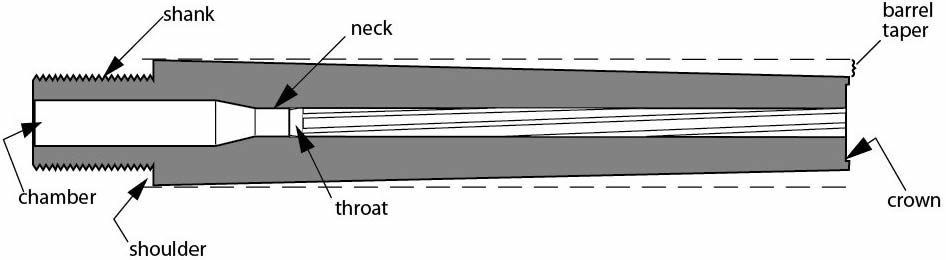 shank
neck
barrel
taper
chamber
shoulder
throat
crown